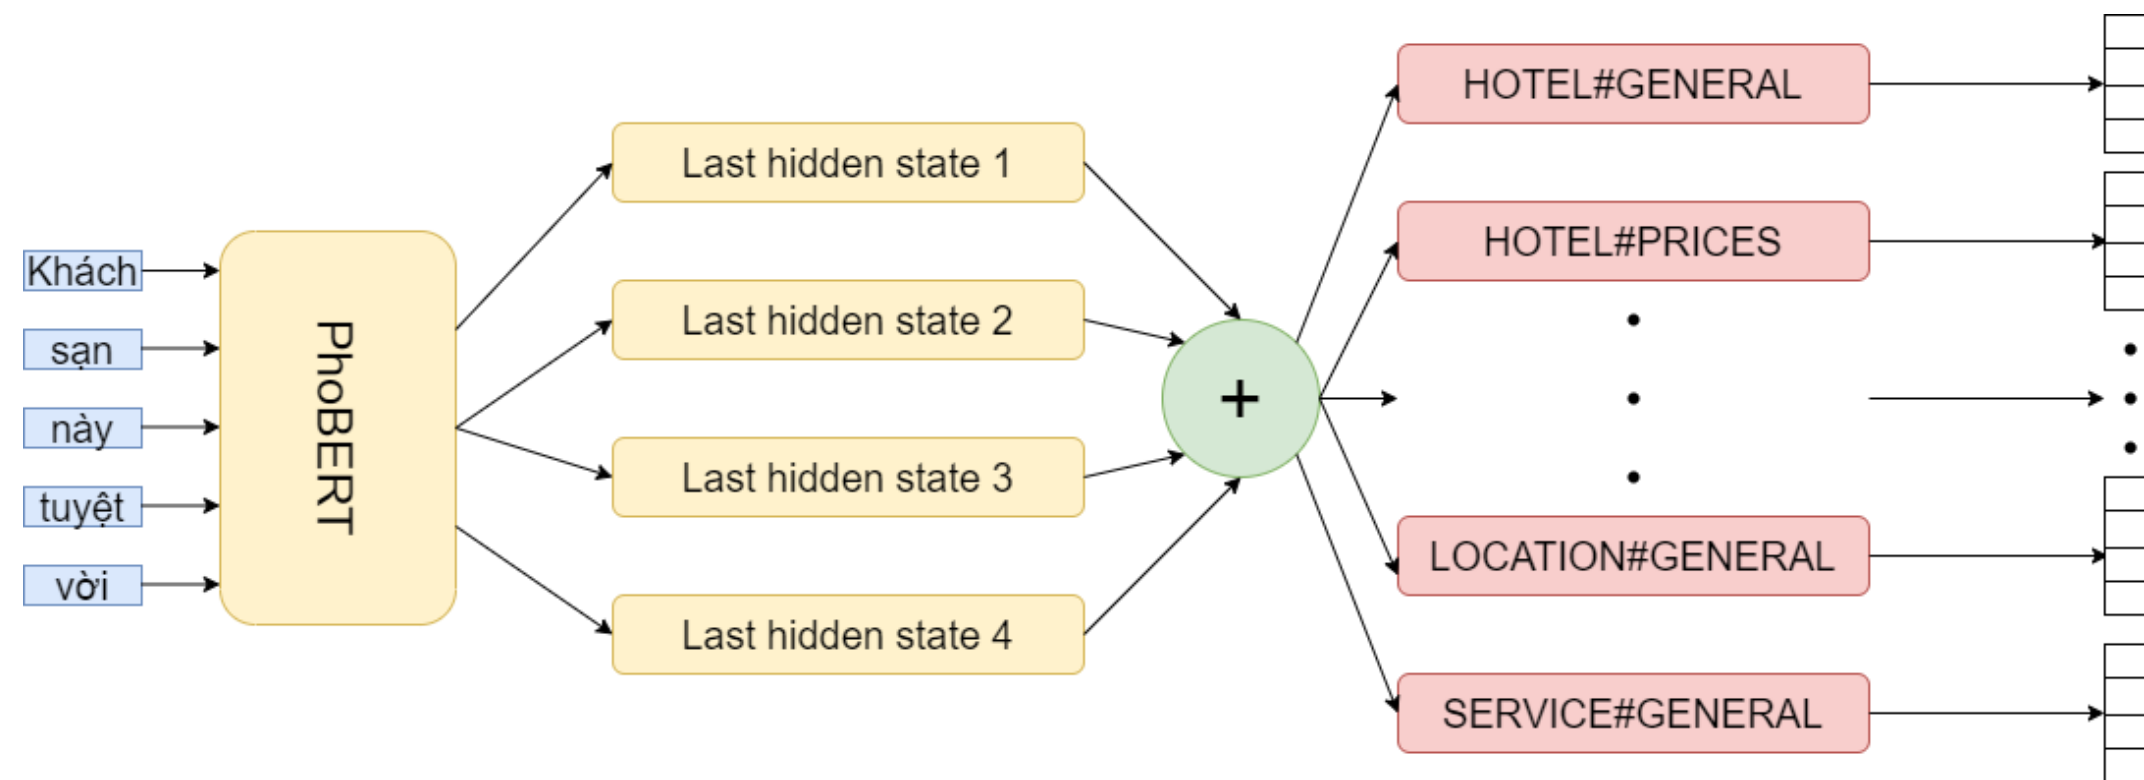 Khách
sạn
này
tuyệt
vời
PhoBERT
Last hidden state 1
Last hidden state 2
Last hidden state 3
Last hidden state 4
+
HOTEL#GENERAL
HOTEL#PRICES
LOCATION#GENERAL
SERVICE#GENERAL